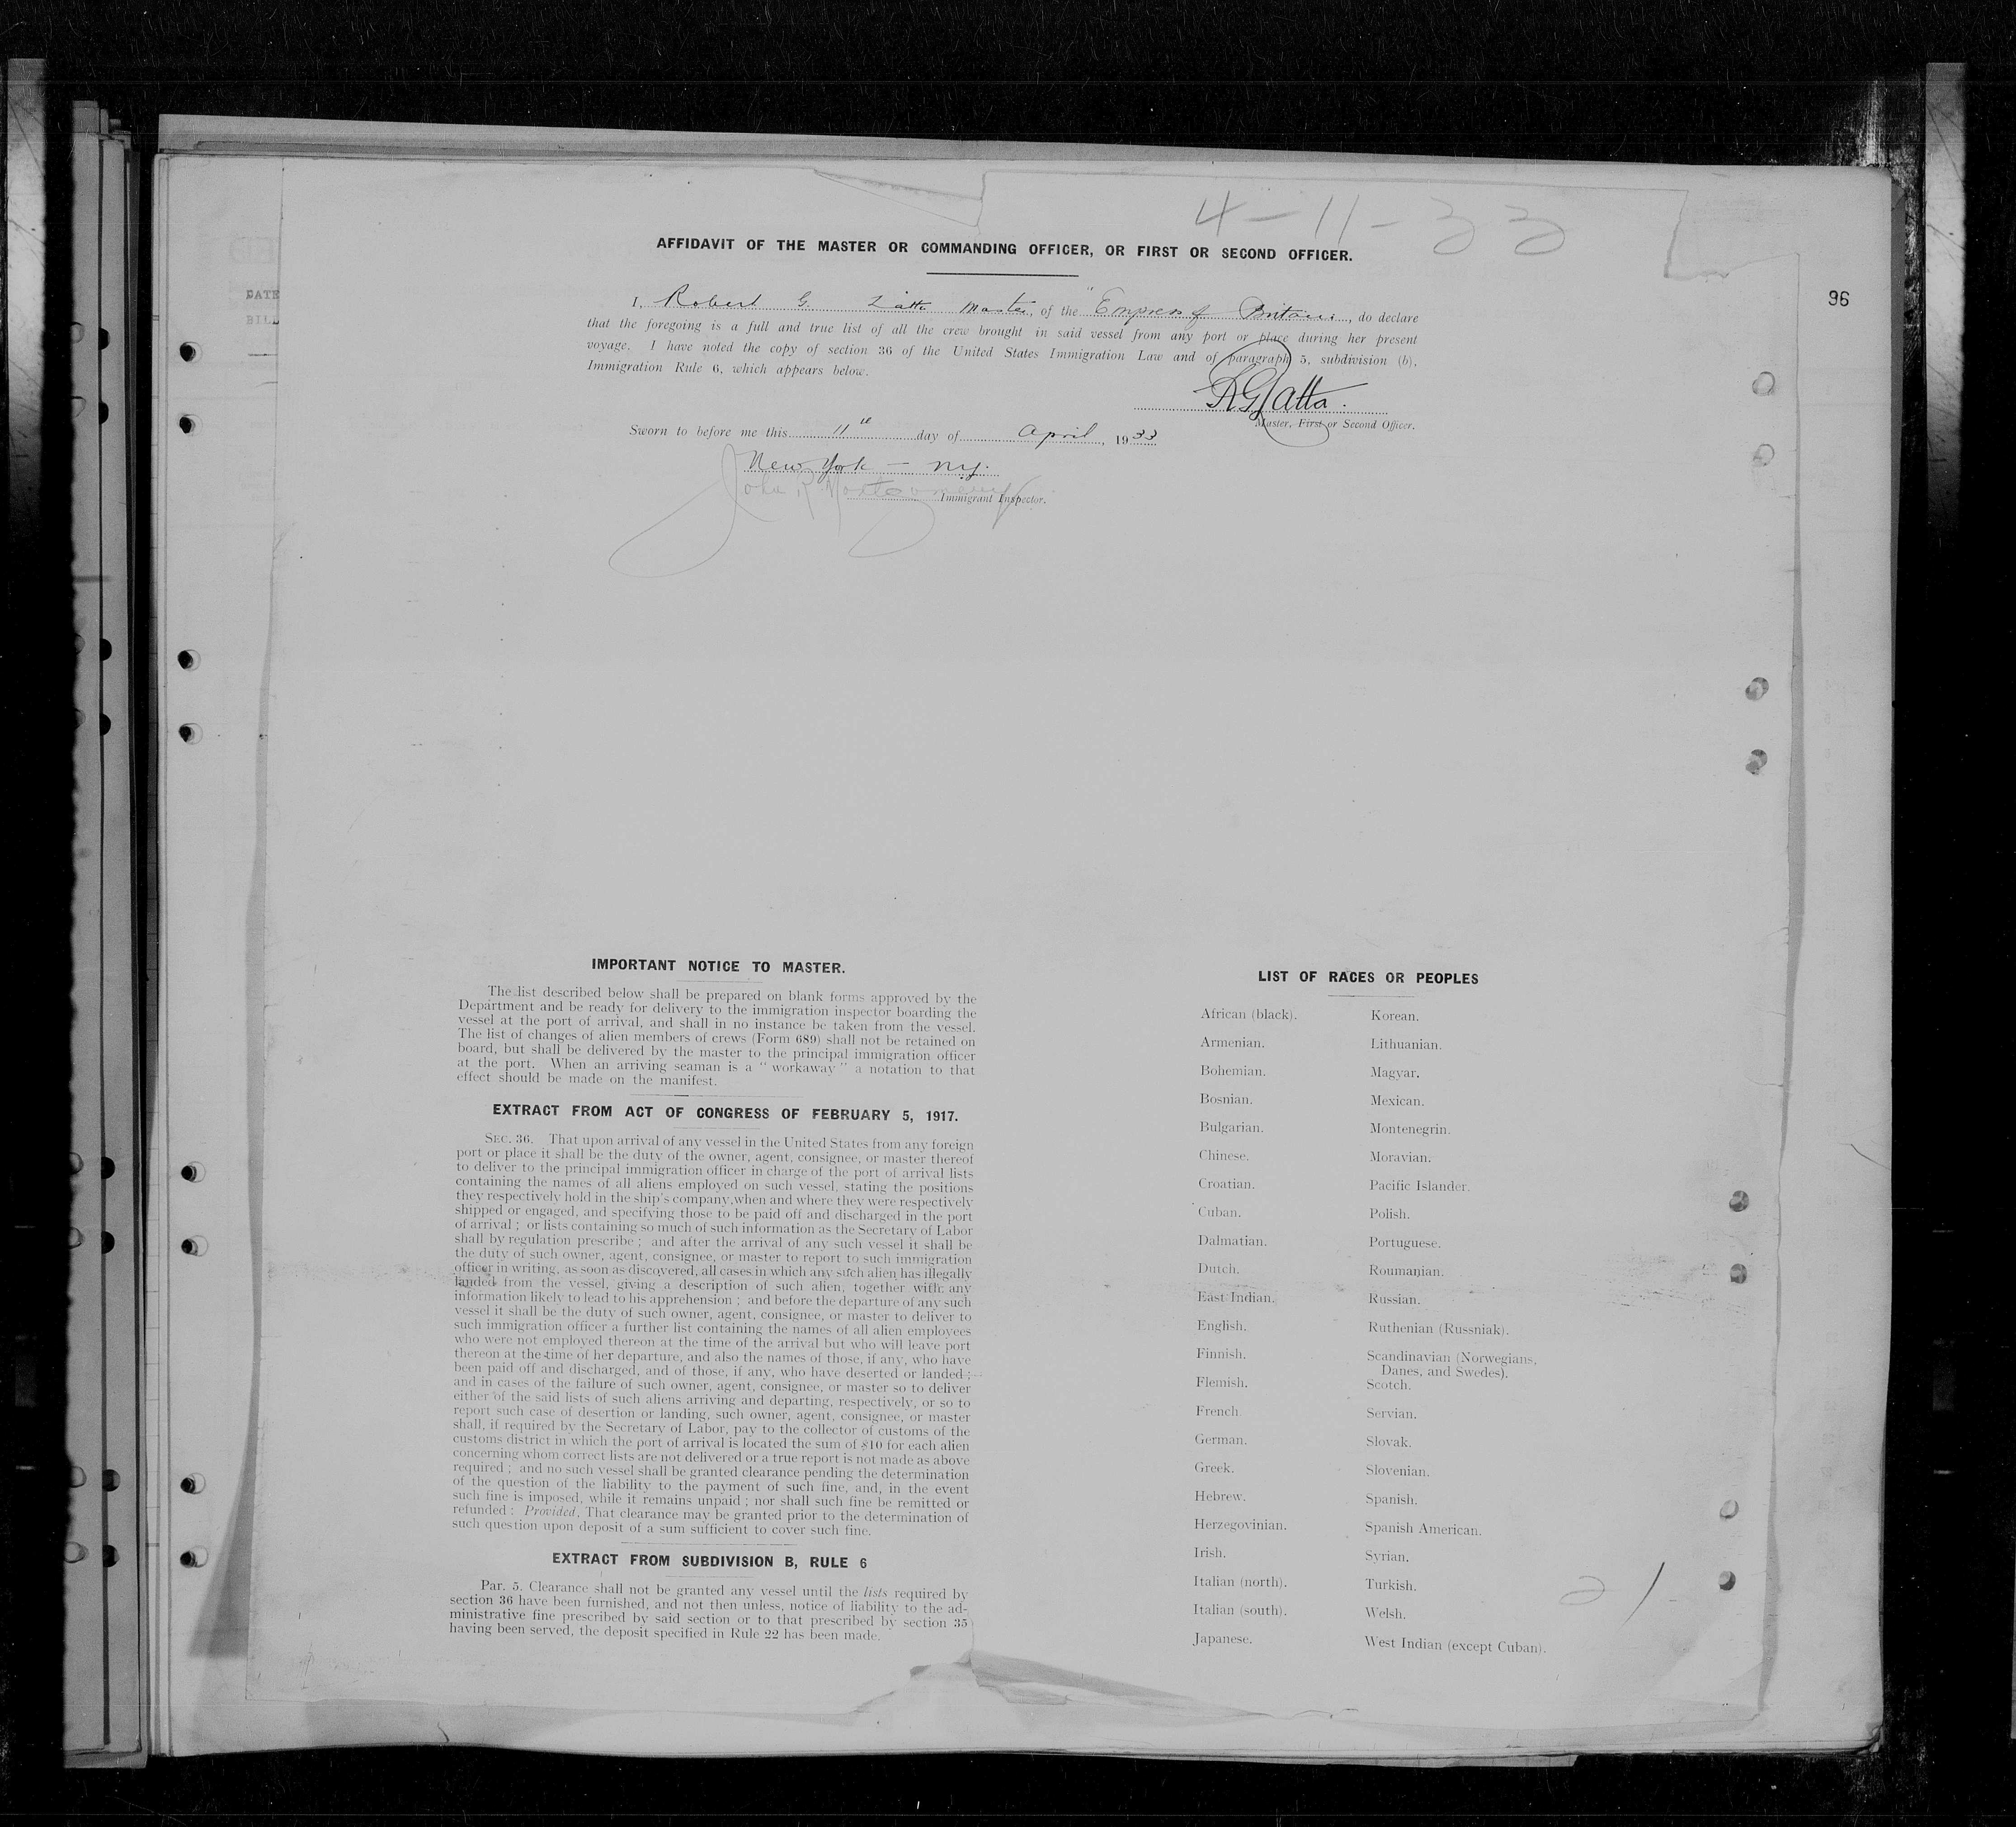 4-11-33
96
DATE
AFFIDAVIT OF THE MASTER OR COMMANDING OFFICER, OR FIRST OR SECOND OFFICER.
I, Robert G. Latta Master, of the "Empress of Britain, do declare
that the foregoing is a full and true list of all the crew brought in said vessel from any port or place during her present
voyage. I have noted the copy of section 36 of the United States Immigration Law and of paragraph 5, subdivision (b),
Immigration Rule 6, which appears below.
RG Latta.
Master, First or Second Officer.
Sworn to before me this 11th day of April, 1933
New York - NY.
John R Montgomery
Immigrant Inspector.
IMPORTANT NOTICE TO MASTER.
The list described below shall be prepared on blank forms approved by the
Department and be ready for delivery to the immigration inspector boarding the
vessel at the port of arrival, and shall in no instance be taken from the vessel.
The list of changes of alien members of crews (Form 689) shall not be retained on
board, but shall be delivered by the master to the principal immigration officer
at the port. When an arriving seaman is a " workaway " a notation to that
effect should be made on the manifest.
EXTRACT FROM ACT OF CONGRESS OF FEBRUARY 5, 1917.
SEC. 36. That upon arrival of any vessel in the United States from any foreign
port or place it shall be the duty of the owner, agent, consignee, or master thereof
to deliver to the principal immigration officer in charge of the port of arrival lists
containing the names of all aliens employed on such vessel, stating the positions
they respectively hold in the ship's company, when and where they were respectively
shipped or engaged, and specifying those to be paid off and discharged in the port
of arrival ; or lists containing so much of such information as the Secretary of Labor
shall by regulation prescribe ; and after the arrival of any such vessel it shall be
the duty of such owner, agent, consignee, or master to report to such immigration
officer in writing, as soon as discovered, all cases in which any such alien has illegally
landed from the vessel, giving a description of such alien, together with any
information likely to lead to his apprehension ; and before the departure of any such
vessel it shall be the duty of such owner, agent, consignee, or master to deliver to
such immigration officer a further list containing the names of all alien employees
who were not employed thereon at the time of the arrival but who will leave port
thereon at the time of her departure, and also the names of those, if any, who have
been paid off and discharged, and of those, if any, who have deserted or landed ;
and in cases of the failure of such owner, agent, consignee, or master so to deliver
either of the said lists of such aliens arriving and departing, respectively, or so to
report such case of desertion or landing, such owner, agent, consignee, or master
shall, if required by the Secretary of Labor, pay to the collector of customs of the
customs district in which the port of arrival is located the sum of $10 for each alien
concerning whom correct lists are not delivered or a true report is not made as above
required ; and no such vessel shall be granted clearance pending the determination
of the question of the liability to the payment of such fine, and, in the event
such fine is imposed, while it remains unpaid ; nor shall such fine be remitted or
refunded : Provided, That clearance may be granted prior to the determination of
such question upon deposit of a sum sufficient to cover such fine.
EXTRACT FROM SUBDIVISION B, RULE 6
Par. 5. Clearance shall not be granted any vessel until the lists required by
section 36 have been furnished, and not then unless, notice of liability to the ad-
ministrative fine prescribed by said section or to that prescribed by section 35
having been served, the deposit specified in Rule 22 has been made.
LIST OF RACES OR PEOPLES
African (black).
Armenian.
Bohemian.
Bosnian.
Bulgarian.
Chinese.
Croatian.
Cuban.
Dalmatian.
Dutch.
East Indian.
English.
Finnish.
Flemish.
French.
German.
Greek.
Hebrew.
Herzegovinian.
Irish.
Italian (north).
Italian (south).
Japanese.
Korean.
Lithuanian.
Magyar.
Mexican.
Montenegrin.
Moravian.
Pacific Islander.
Polish.
Portuguese.
Roumanian.
Russian.
Ruthenian (Russniak).
Scandinavian (Norwegians,
Danes, and Swedes).
Scotch.
Servian.
Slovak.
Slovenian.
Spanish.
Spanish American.
Syrian.
Turkish.
Welsh.
West Indian (except Cuban).
21